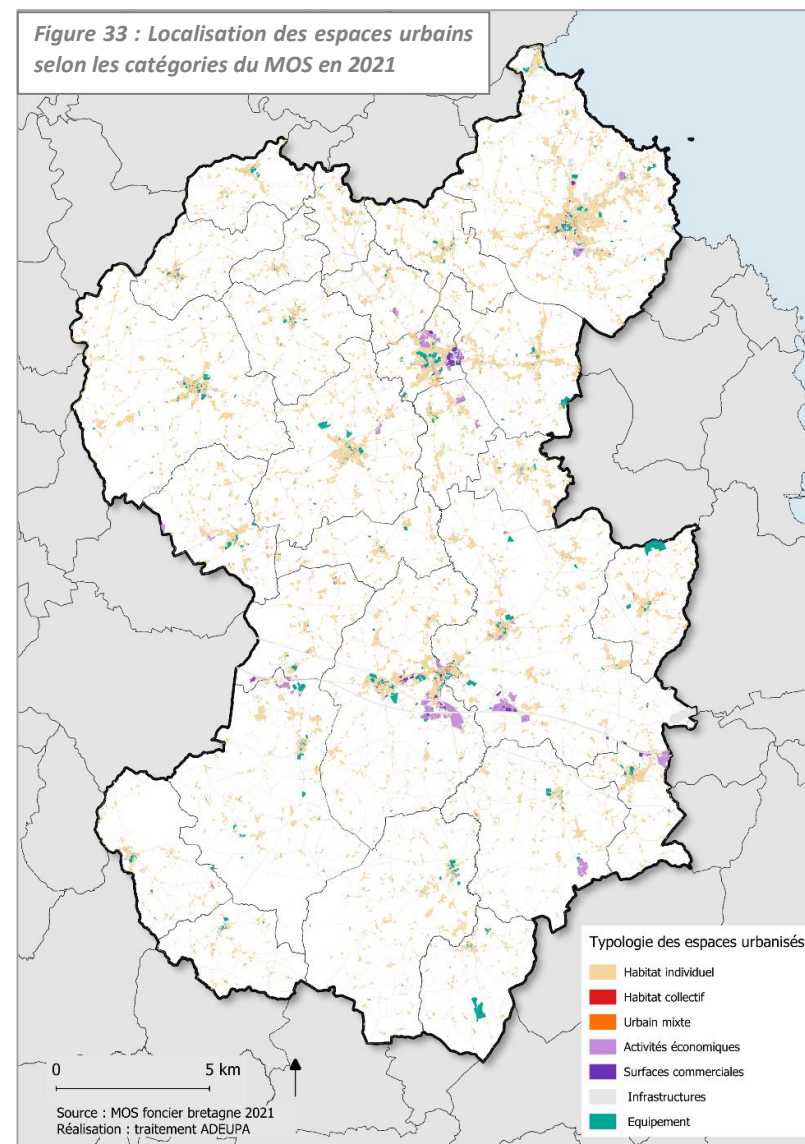 Figure 33 : Localisation des espaces urbains
selon les catégories du MOS en 2021
Typologie des espaces urbanisés
Habitat individuel
Habitat collectif
Urbain mixte
Activités économiques
Surfaces commerciales
Infrastructures
Equipement
0 5 km
Source : MOS foncier bretagne 2021
Réalisation : traitement ADEUPA